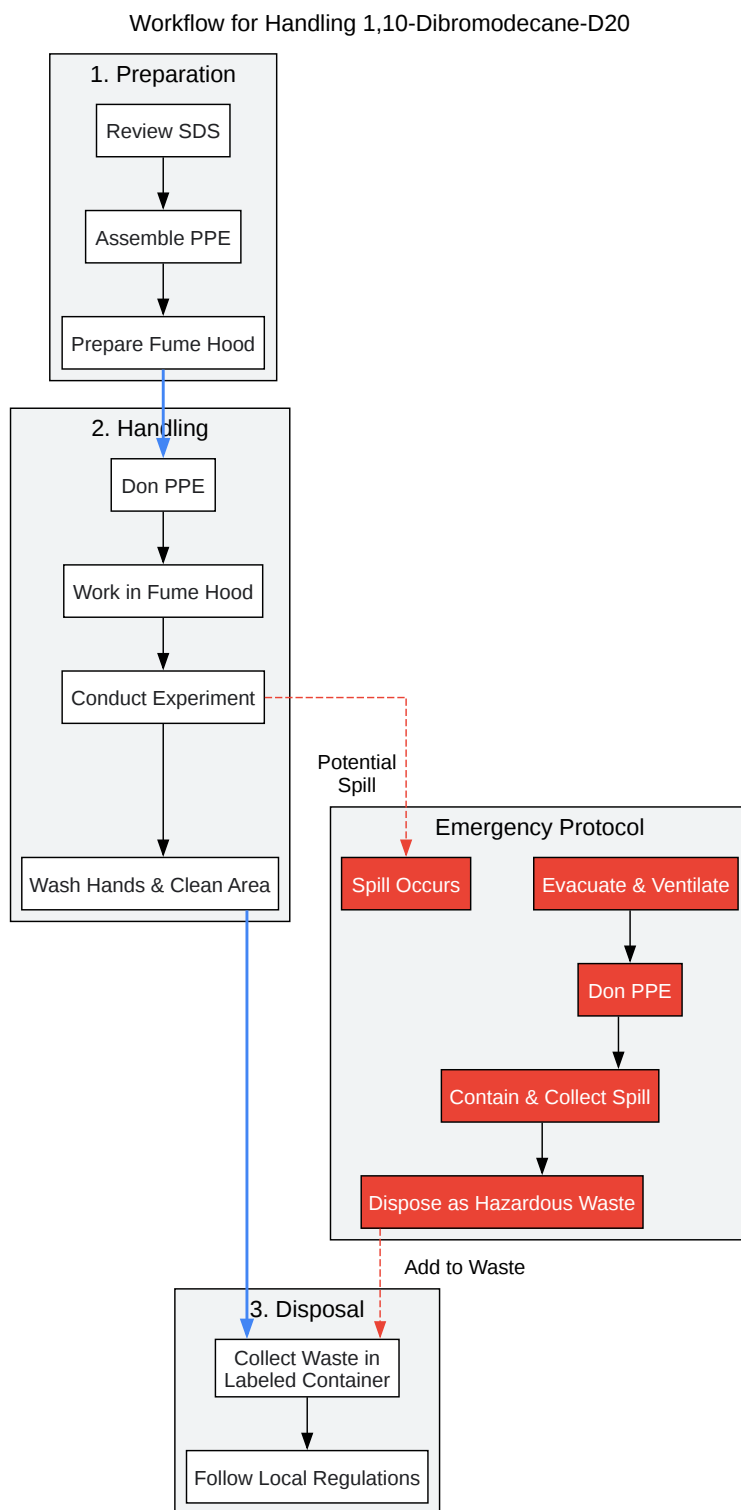 Workflow for Handling 1,10-Dibromodecane-D20
1. Preparation
Review SDS
Assemble PPE
Prepare Fume Hood
2. Handling
Don PPE
Work in Fume Hood
Conduct Experiment
Potential
Spill
Wash Hands & Clean Area
Emergency Protocol
Spill Occurs
Evacuate & Ventilate
Don PPE
Contain & Collect Spill
Dispose as Hazardous Waste
Add to Waste
3. Disposal
Collect Waste in
Labeled Container
Follow Local Regulations